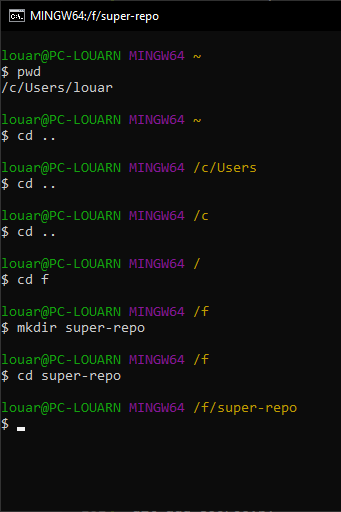 MINGW64:/f/super-repo
louar@PC-LOUARN MINGW64 ~
$ pwd
/c/Users/louar
louar@PC-LOUARN MINGW64 ~
$ cd ..
louar@PC-LOUARN MINGW64 /c/Users
$ cd ..
louar@PC-LOUARN MINGW64 /c
$ cd ..
louar@PC-LOUARN MINGW64 /
$ cd f
louar@PC-LOUARN MINGW64 /f
$ mkdir super-repo
louar@PC-LOUARN MINGW64 /f
$ cd super-repo
louar@PC-LOUARN MINGW64 /f/super-repo
$